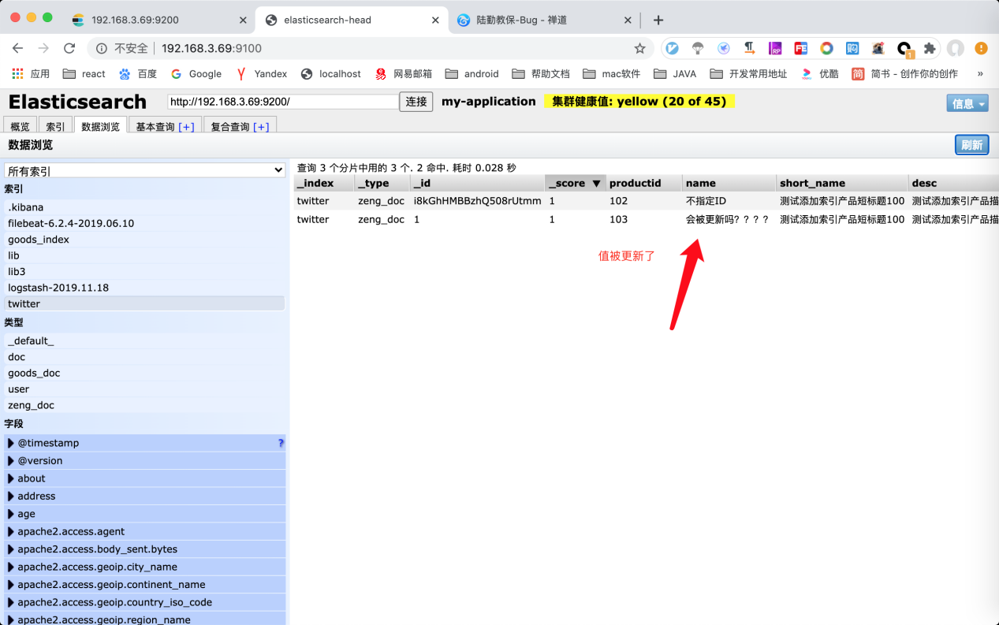 192.168.3.69:9200
elasticsearch-head
陆勤教保-Bug - 禅道
不安全 192.168.3.69:9100
RP FE 购 1
应用 react 百度 Google Yandex localhost 网易邮箱 android 帮助文档 mac软件 JAVA 开发常用地址 优酷 简 简书 - 创作你的创作 »
Elasticsearch http://192.168.3.69:9200/ 连接 my-application 集群健康值: yellow (20 of 45) 信息
概览 索引 数据浏览 基本查询 [+] 复合查询 [+]
数据浏览 刷新
所有索引
索引
.kibana
filebeat-6.2.4-2019.06.10
goods_index
lib
lib3
logstash-2019.11.18
twitter
类型
_default_
doc
goods_doc
user
zeng_doc
字段
@timestamp ?
@version
about
address
age
apache2.access.agent
apache2.access.body_sent.bytes
apache2.access.geoip.city_name
apache2.access.geoip.continent_name
apache2.access.geoip.country_iso_code
apache2.access.geoip.region_name
查询 3 个分片中用的 3 个. 2 命中. 耗时 0.028 秒
_index _type _id _score ▼ productid name short_name desc
twitter zeng_doc i8kGhHMBBzhQ508rUtmm 1 102 不指定ID 测试添加索引产品短标题100 测试添加索引产品描
twitter zeng_doc 1 1 103 会被更新吗？？？？ 测试添加索引产品短标题100 测试添加索引产品描
值被更新了